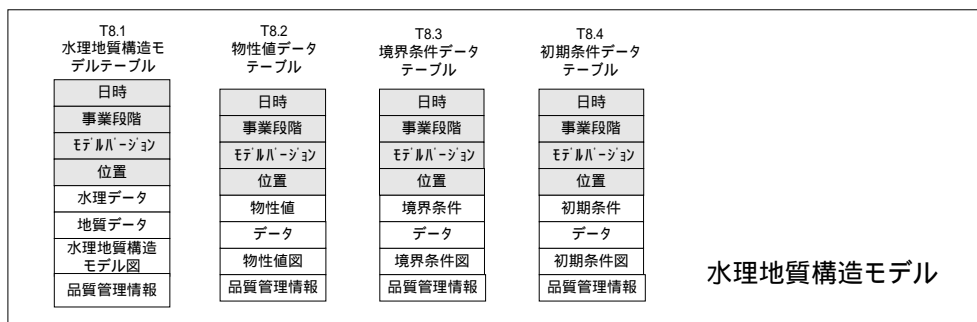 T8.1
水理地質構造モ
デルテーブル
日時
事業段階
ﾓﾃﾞﾙﾊﾞｰｼﾞｮﾝ
位置
水理データ
地質データ
水理地質構造
モデル図
品質管理情報
T8.2
物性値データ
テーブル
日時
事業段階
ﾓﾃﾞﾙﾊﾞｰｼﾞｮﾝ
位置
物性値
データ
物性値図
品質管理情報
T8.3
境界条件データ
テーブル
日時
事業段階
ﾓﾃﾞﾙﾊﾞｰｼﾞｮﾝ
位置
境界条件
データ
境界条件図
品質管理情報
T8.4
初期条件データ
テーブル
日時
事業段階
ﾓﾃﾞﾙﾊﾞｰｼﾞｮﾝ
位置
初期条件
データ
初期条件図
品質管理情報
水理地質構造モデル